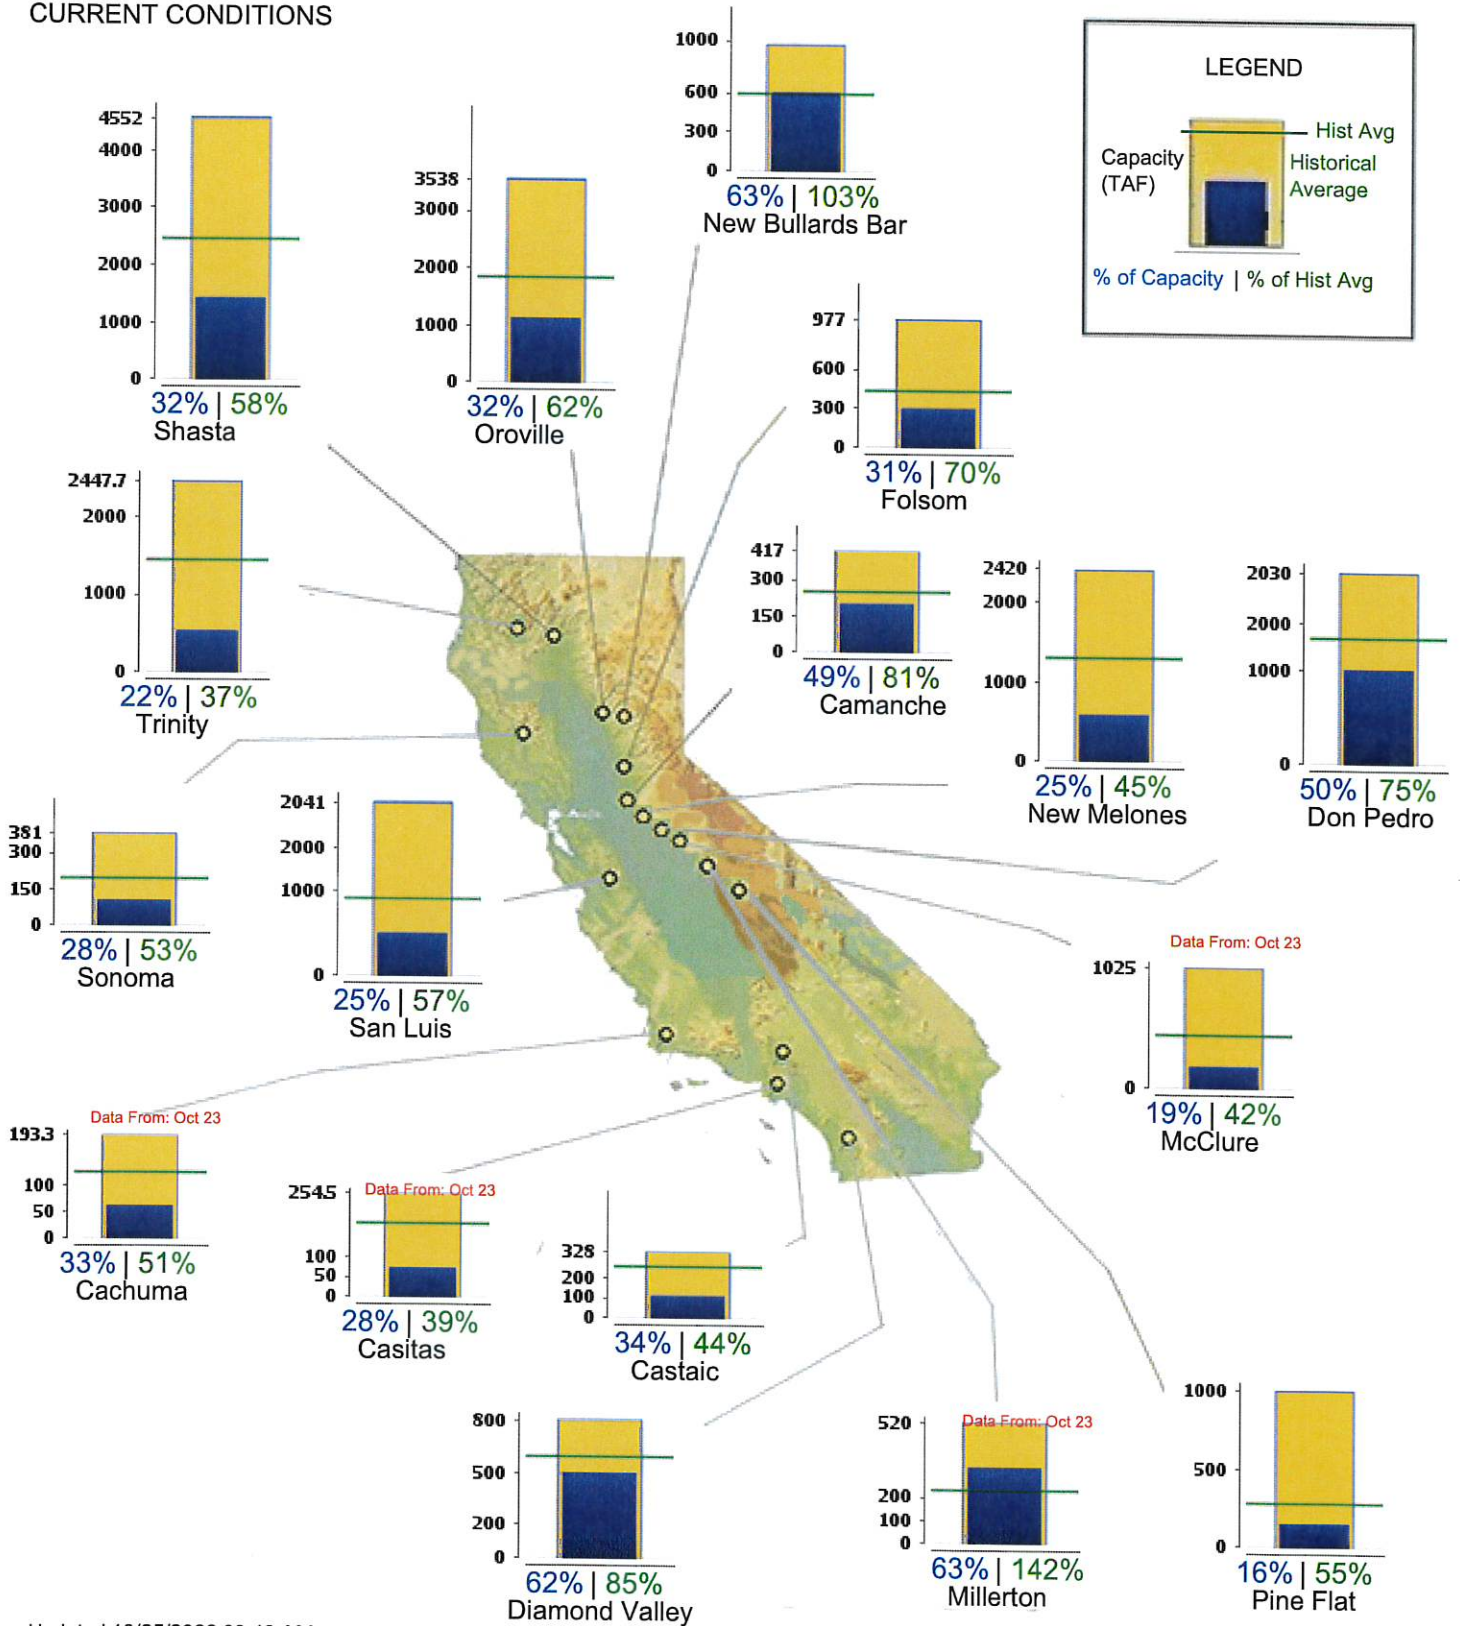 CURRENT CONDITIONS
1000
600
300
0
63% | 103%
New Bullards Bar
LEGEND
Hist Avg
Capacity
(TAF)
Historical
Average
% of Capacity | % of Hist Avg
4552
4000
3000
2000
1000
0
32% | 58%
Shasta
3538
3000
2000
1000
0
32% | 62%
Oroville
977
600
300
0
31% | 70%
Folsom
2447.7
2000
1000
0
22% | 37%
Trinity
417
300
150
0
49% | 81%
Camanche
2420
2000
1000
0
25% | 45%
New Melones
2030
2000
1000
0
50% | 75%
Don Pedro
381
300
150
0
28% | 53%
Sonoma
2041
2000
1000
0
25% | 57%
San Luis
Data From: Oct 23
1025
0
19% | 42%
McClure
Data From: Oct 23
193.3
100
50
0
33% | 51%
Cachuma
Data From: Oct 23
254.5
100
50
0
28% | 39%
Casitas
328
200
100
0
34% | 44%
Castaic
800
500
200
0
62% | 85%
Diamond Valley
Data From: Oct 23
520
200
100
0
63% | 142%
Millerton
1000
500
0
16% | 55%
Pine Flat